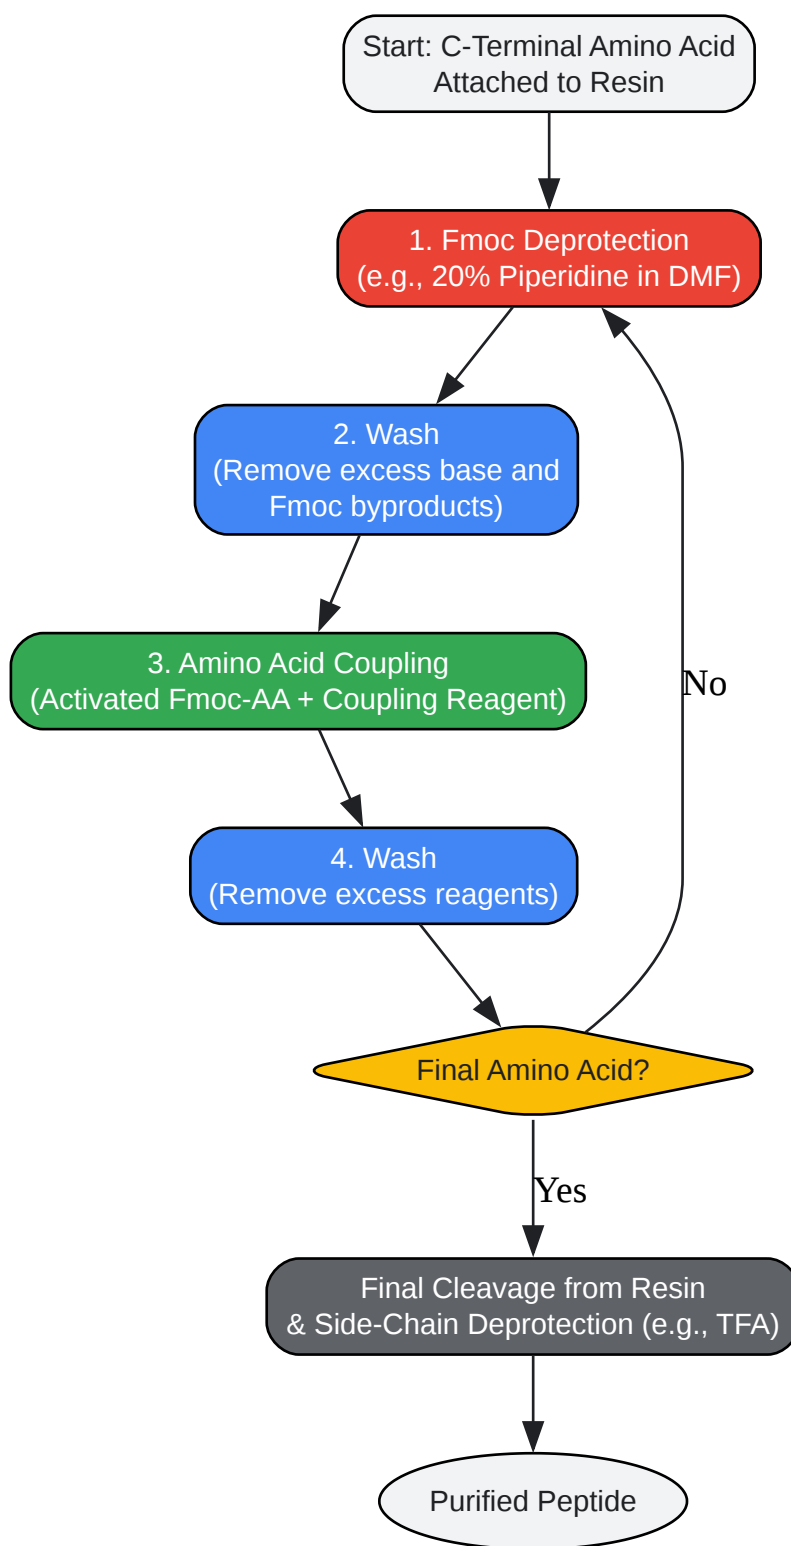 Start: C-Terminal Amino Acid
Attached to Resin
1. Fmoc Deprotection
(e.g., 20% Piperidine in DMF)
2. Wash
(Remove excess base and
Fmoc byproducts)
3. Amino Acid Coupling
(Activated Fmoc-AA + Coupling Reagent)
No
4. Wash
(Remove excess reagents)
Final Amino Acid?
Yes
Final Cleavage from Resin
& Side-Chain Deprotection (e.g., TFA)
Purified Peptide